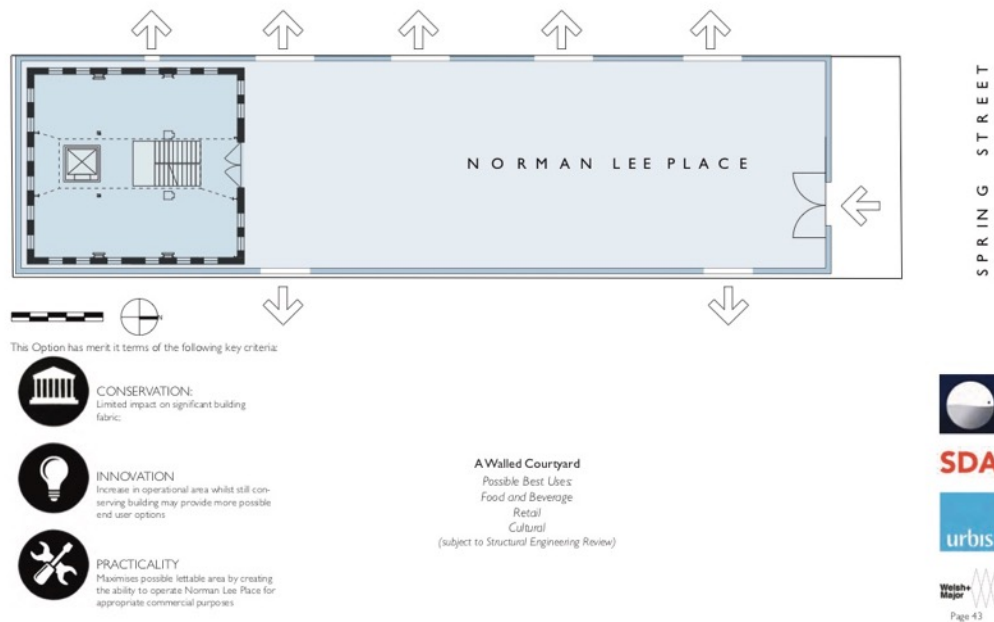 NORMAN LEE PLACE
SPRING STREET
N
This Option has merit it terms of the following key criteria:
CONSERVATION:
Limited impact on significant building
fabric;
INNOVATION
Increase in operational area whilst still con-
serving building may provide more possible
end user options
PRACTICALITY
Maximises possible lettable area by creating
the ability to operate Norman Lee Place for
appropriate commercial purposes
A Walled Courtyard
Possible Best Uses:
Food and Beverage
Retail
Cultural
(subject to Structural Engineering Review)
SDA
urbis
Welsh+
Major
Page 43